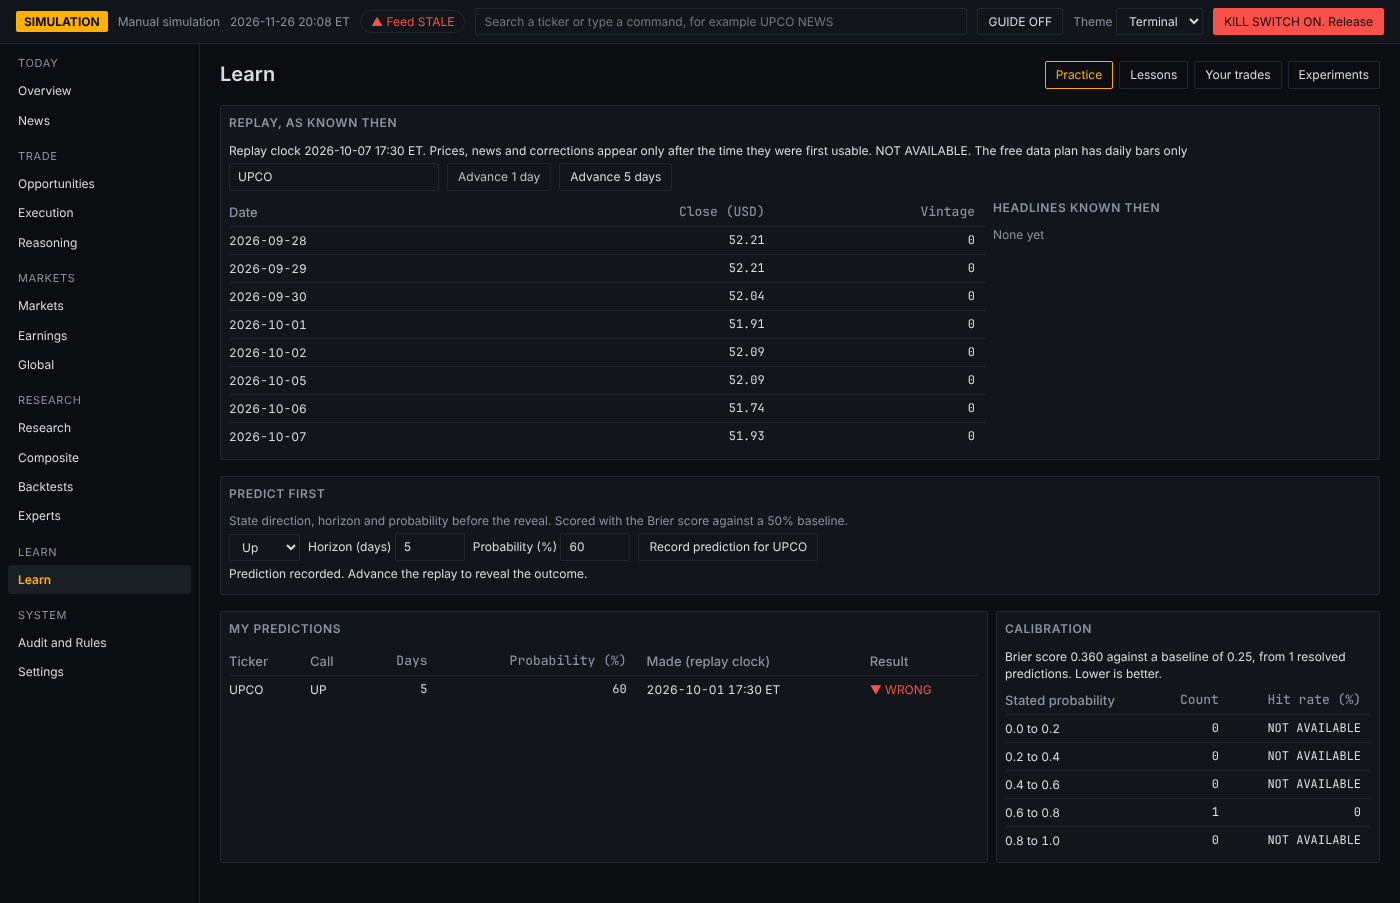 SIMULATION Manual simulation 2026-11-26 20:08 ET ▲ Feed STALE Search a ticker or type a command, for example UPCO NEWS GUIDE OFF Theme Terminal KILL SWITCH ON. Release
TODAY
Overview
News
TRADE
Opportunities
Execution
Reasoning
MARKETS
Markets
Earnings
Global
RESEARCH
Research
Composite
Backtests
Experts
LEARN
Learn
SYSTEM
Audit and Rules
Settings
Learn
Practice Lessons Your trades Experiments
REPLAY, AS KNOWN THEN
Replay clock 2026-10-07 17:30 ET. Prices, news and corrections appear only after the time they were first usable. NOT AVAILABLE. The free data plan has daily bars only
UPCO Advance 1 day Advance 5 days
Date Close (USD) Vintage
2026-09-28 52.21 0
2026-09-29 52.21 0
2026-09-30 52.04 0
2026-10-01 51.91 0
2026-10-02 52.09 0
2026-10-05 52.09 0
2026-10-06 51.74 0
2026-10-07 51.93 0
HEADLINES KNOWN THEN
None yet
PREDICT FIRST
State direction, horizon and probability before the reveal. Scored with the Brier score against a 50% baseline.
Up Horizon (days) 5 Probability (%) 60 Record prediction for UPCO
Prediction recorded. Advance the replay to reveal the outcome.
MY PREDICTIONS
Ticker Call Days Probability (%) Made (replay clock) Result
UPCO UP 5 60 2026-10-01 17:30 ET ▼ WRONG
CALIBRATION
Brier score 0.360 against a baseline of 0.25, from 1 resolved
predictions. Lower is better.
Stated probability Count Hit rate (%)
0.0 to 0.2 0 NOT AVAILABLE
0.2 to 0.4 0 NOT AVAILABLE
0.4 to 0.6 0 NOT AVAILABLE
0.6 to 0.8 1 0
0.8 to 1.0 0 NOT AVAILABLE